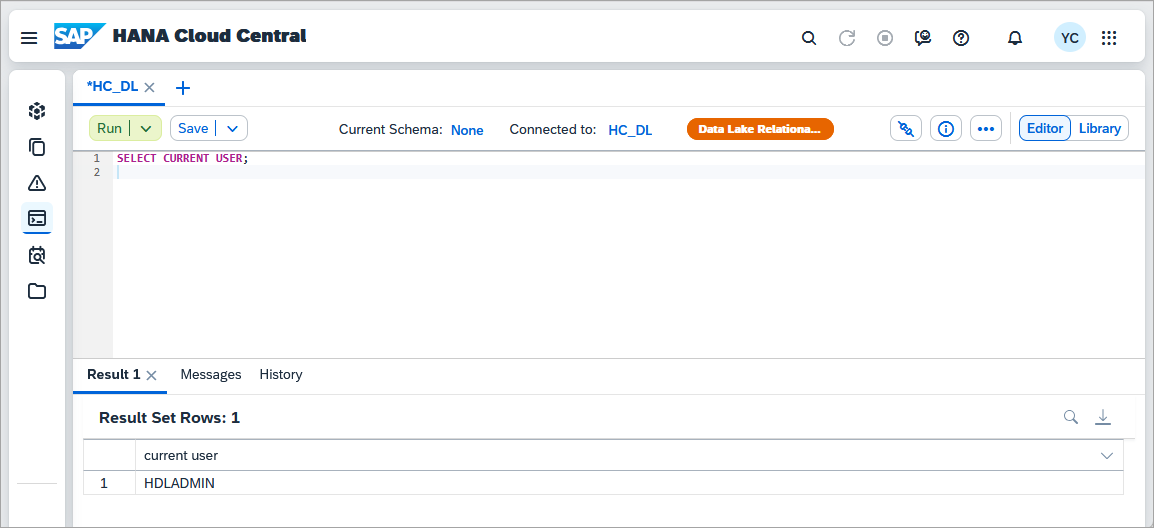 SAP HANA Cloud Central
YC
*HC_DL
Run Save Current Schema: None Connected to: HC_DL Data Lake Relationa... Editor Library
1 SELECT CURRENT USER;
2
Result 1 Messages History
Result Set Rows: 1
current user
1 HDLADMIN